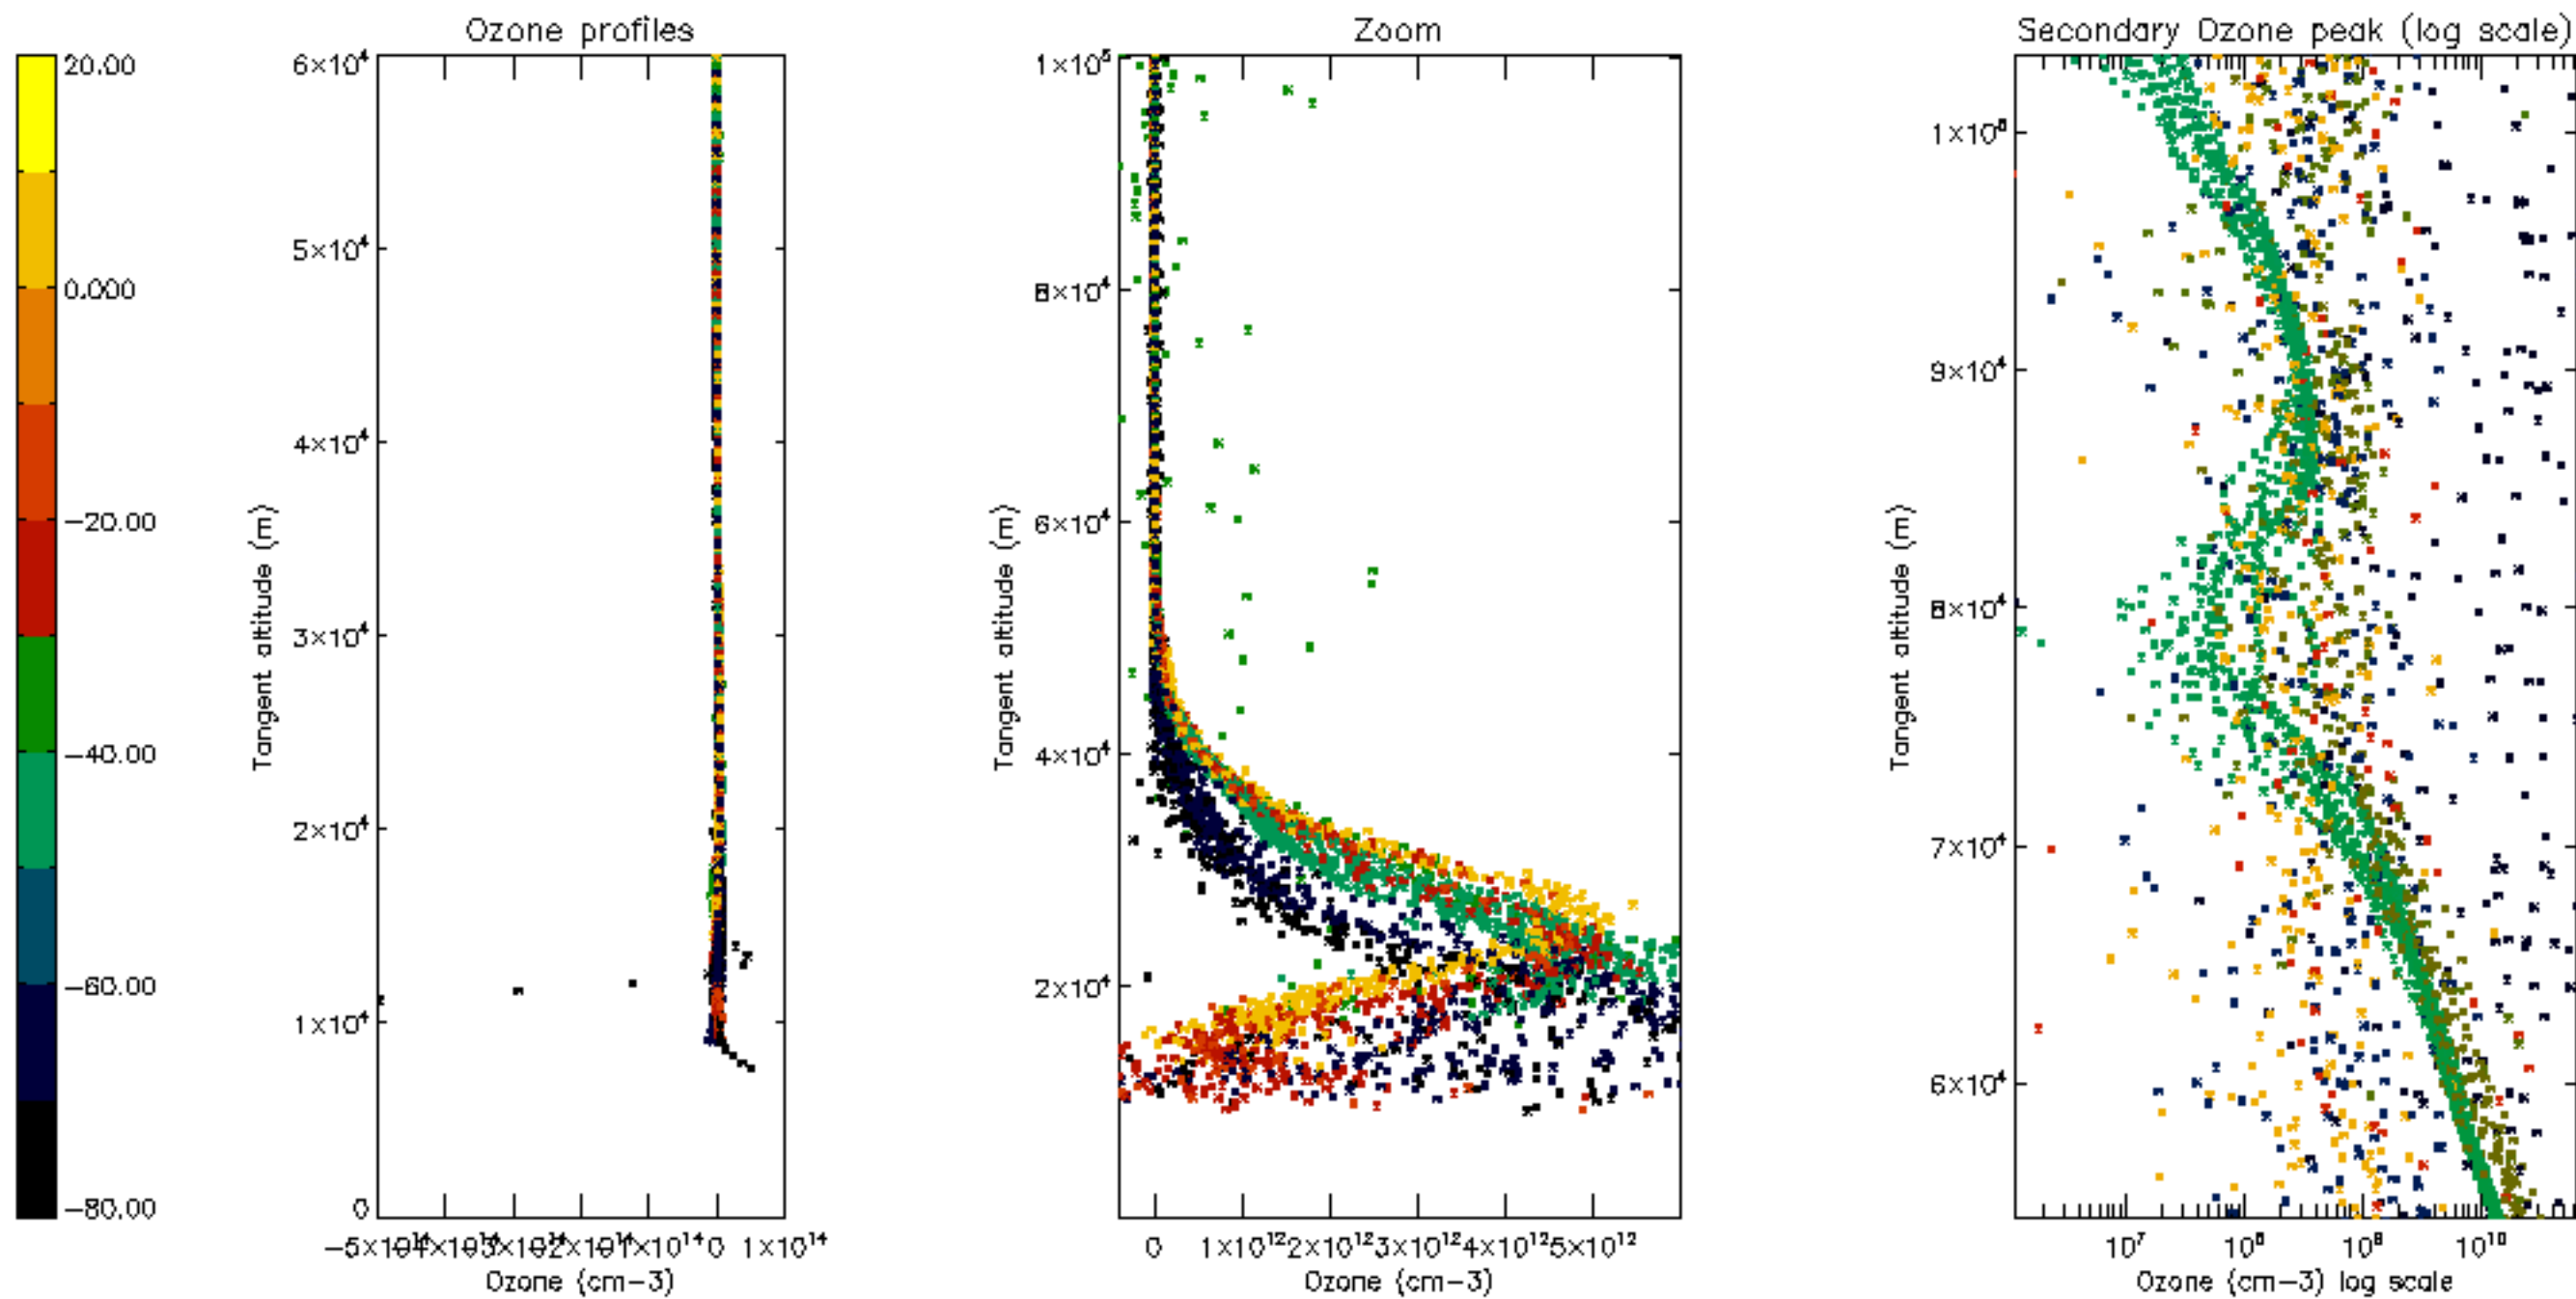 Ozone profiles
Zoom
Secondary Ozone peak (log scale)
20.00
0.000
−20.00
−40.00
−60.00
−80.00
6×10⁴
5×10⁴
4×10⁴
3×10⁴
2×10⁴
1×10⁴
0
Tangent altitude (m)
0 1×10¹⁴
Ozone (cm−3)
1×10⁵
8×10⁴
6×10⁴
4×10⁴
2×10⁴
Tangent altitude (m)
0 1×10¹²2×10¹²3×10¹²4×10¹²5×10¹²
Ozone (cm−3)
9×10⁴
8×10⁴
7×10⁴
6×10⁴
Tangent altitude (m)
10⁷ 10⁸ 10⁹ 10¹⁰
Ozone (cm−3) log scale